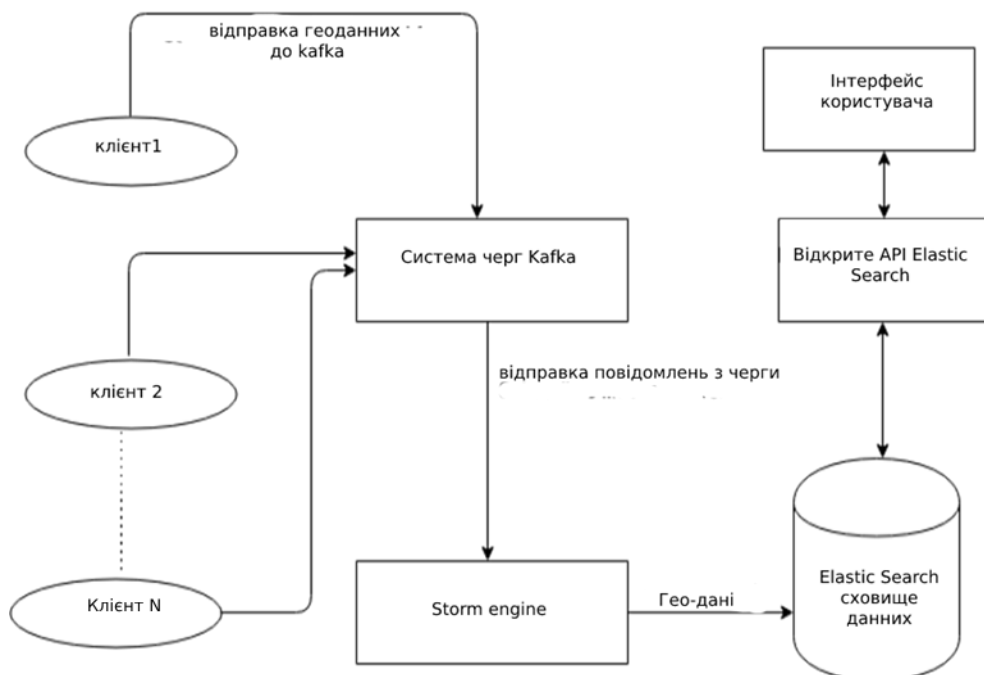 відправка геоданних
до kafka
клієнт1
Інтерфейс
користувача
Система черг Kafka
Відкрите API Elastic
Search
клієнт 2
відправка повідомлень з черги
Клієнт N
Storm engine
Гео-дані
Elastic Search
сховище
данних